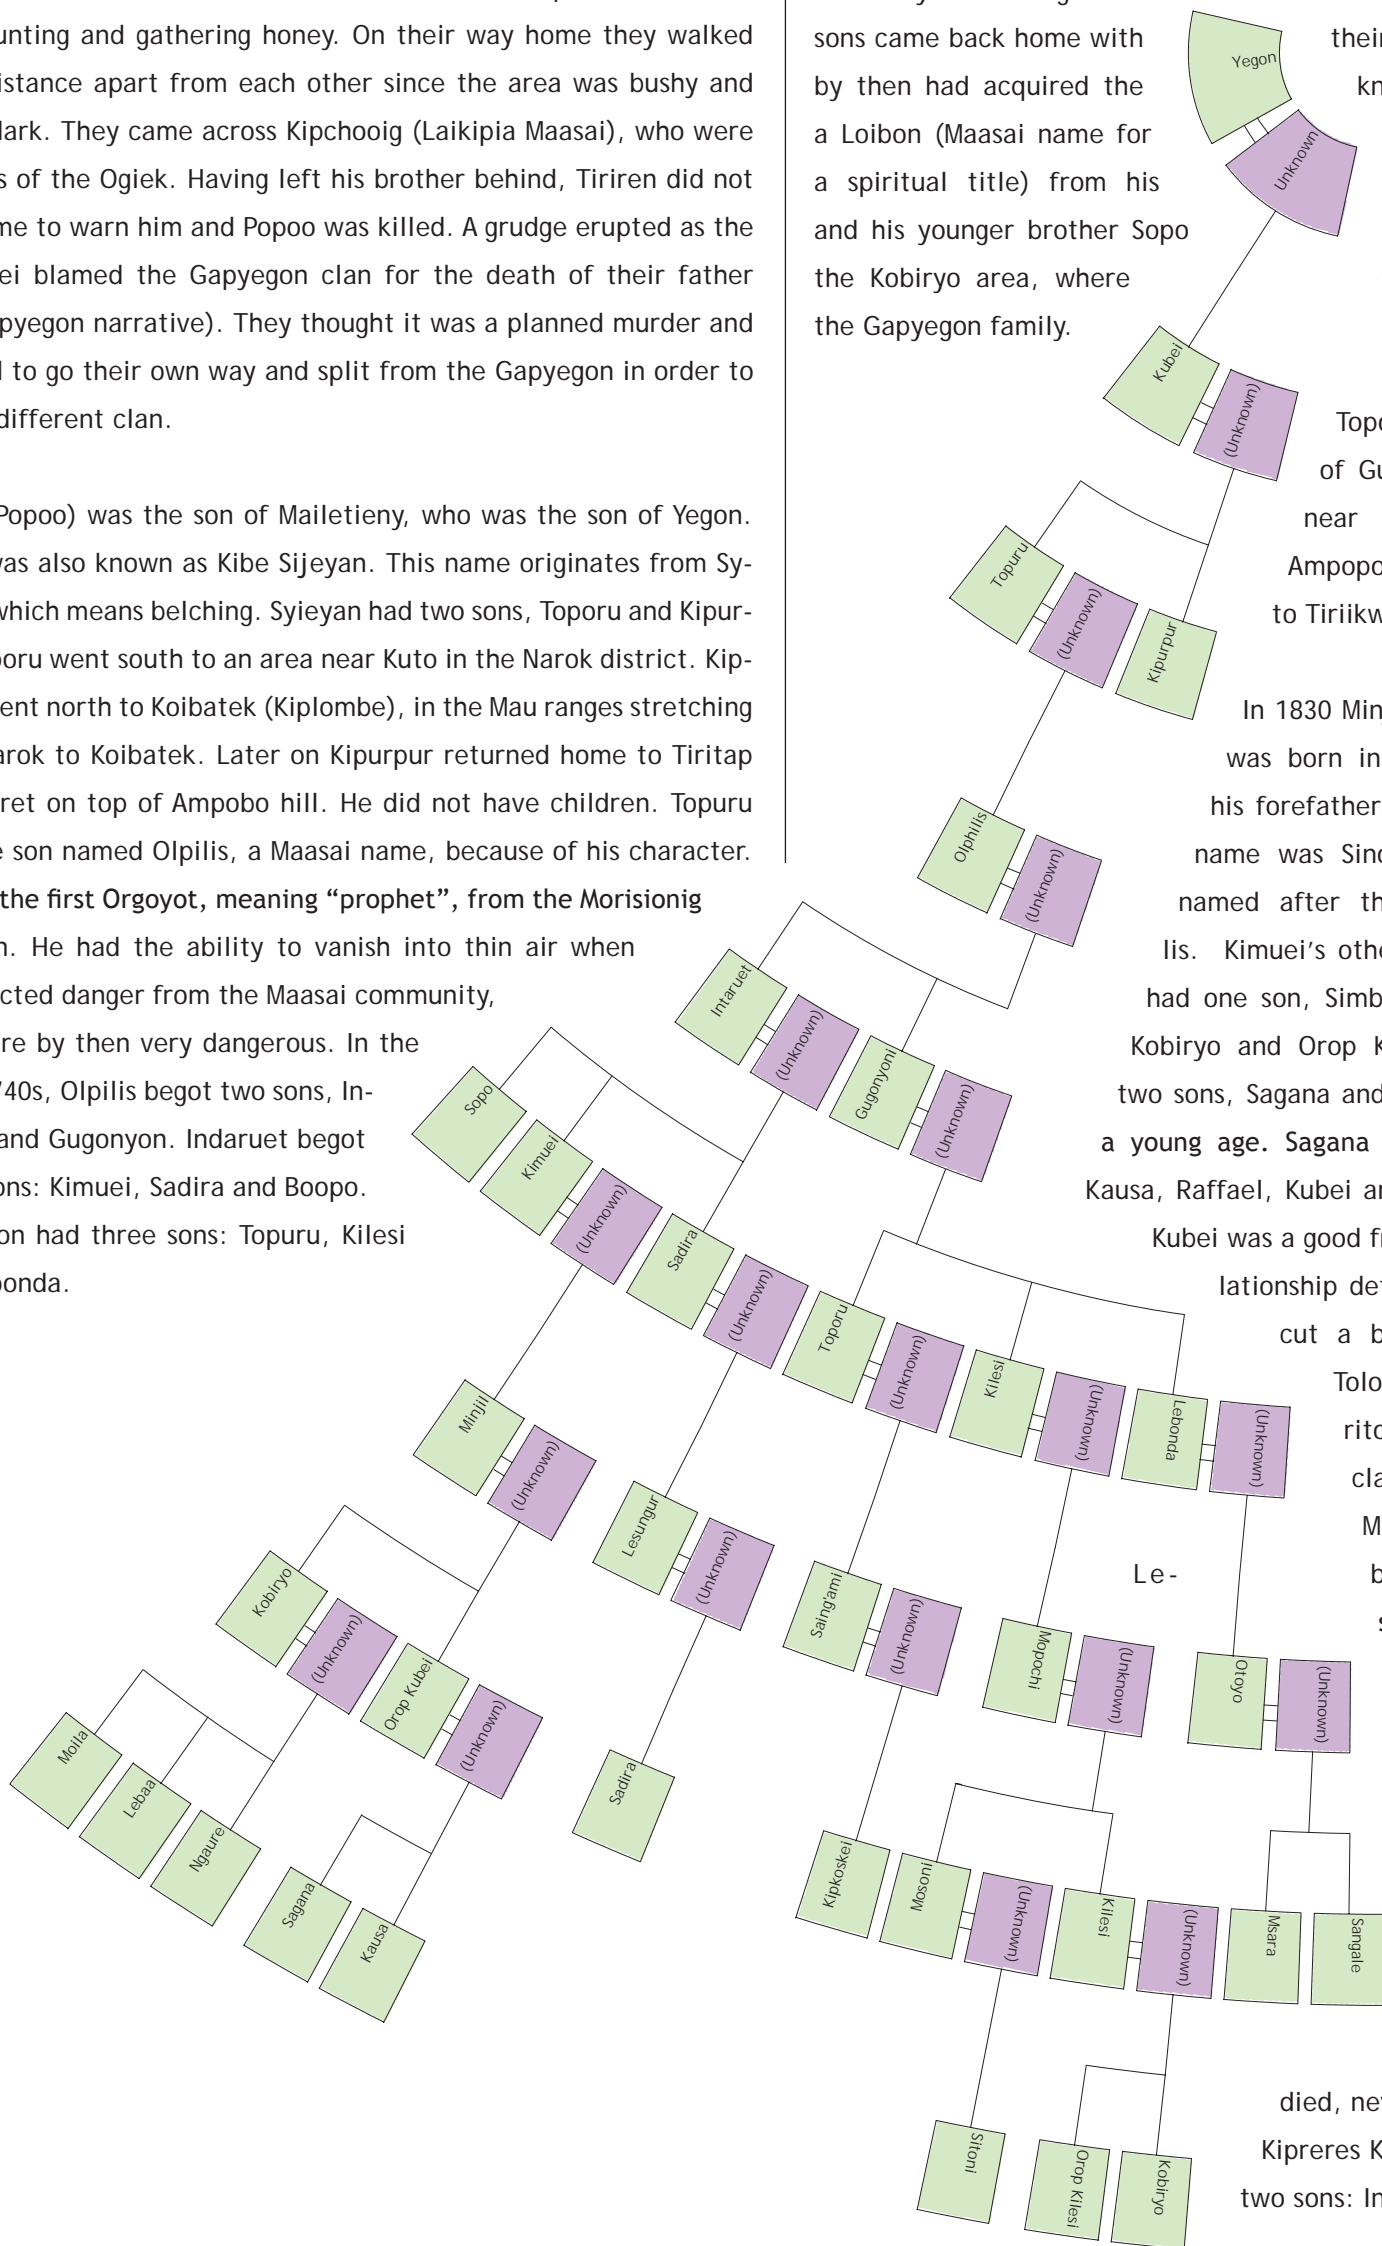 unting and gathering honey. On their way home they walked
istance apart from each other since the area was bushy and
lark. They came across Kipchooig (Laikipia Maasai), who were
s of the Ogiek. Having left his brother behind, Tiriren did not
me to warn him and Popoo was killed. A grudge erupted as the
ei blamed the Gapyegon clan for the death of their father
pyegon narrative). They thought it was a planned murder and
l to go their own way and split from the Gapyegon in order to
different clan.
Popoo) was the son of Mailetieny, who was the son of Yegon.
was also known as Kibe Sijeyan. This name originates from Sy-
which means belching. Syieyan had two sons, Toporu and Kipur-
oru went south to an area near Kuto in the Narok district. Kip-
ent north to Koibatek (Kiplombe), in the Mau ranges stretching
arok to Koibatek. Later on Kipurpur returned home to Tiritap
ret on top of Ampobo hill. He did not have children. Topuru
e son named Olpilis, a Maasai name, because of his character.
the first Orgoyot, meaning “prophet”, from the Morisionig
n. He had the ability to vanish into thin air when
cted danger from the Maasai community,
re by then very dangerous. In the
'40s, Olpilis begot two sons, In-
and Gugonyon. Indaruet begot
ons: Kimuei, Sadira and Boopo.
on had three sons: Topuru, Kilesi
onda.
sons came back home with
by then had acquired the
a Loibon (Maasai name for
a spiritual title) from his
and his younger brother Sopo
the Kobiryo area, where
the Gapyegon family.
their
kn
Topo
of Gu
near
Ampopo
to Tiriikw
In 1830 Minj
was born in
his forefather
name was Sinc
named after th
lis. Kimuei’s othe
had one son, Simb
Kobiryo and Orop K
two sons, Sagana and
a young age. Sagana
Kausa, Raffael, Kubei an
Kubei was a good fr
lationship det
cut a b
Tolo
rito
cla
M
Le-
b
s
died, nev
Kipreres K
two sons: In
Yegon
Unknown
Kubei
(Unknown)
Topuru
(Unknown)
Kipurpur
Olphilis
(Unknown)
Intaruet
(Unknown)
Gugonyoni
(Unknown)
Sopo
Kimuei
(Unknown)
Sadira
(Unknown)
Toporu
(Unknown)
Kilesi
(Unknown)
Lebonda
(Unknown)
Minjil
(Unknown)
Lesungur
(Unknown)
Saing'ami
(Unknown)
Mopochi
(Unknown)
Otoyo
(Unknown)
Kobiryo
(Unknown)
Orop Kubei
(Unknown)
Sadira
Kipkoskei
Mosoni
(Unknown)
Kilesi
(Unknown)
Msara
Sangale
Moila
Lebaa
Ngaure
Sagana
Kausa
Sitoni
Orop Kilesi
Kobiryo